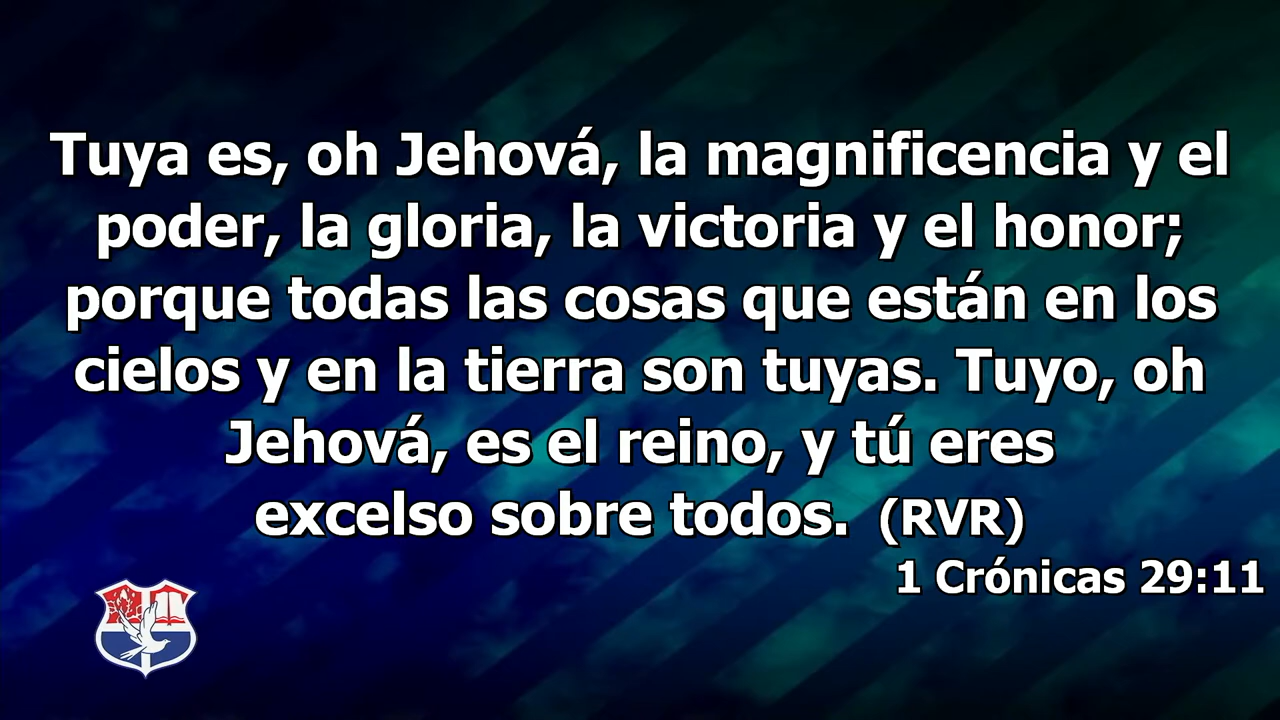 Tuya es, oh Jehová, la magnificencia y el
poder, la gloria, la victoria y el honor;
porque todas las cosas que están en los
cielos y en la tierra son tuyas. Tuyo, oh
Jehová, es el reino, y tú eres
excelso sobre todos. (RVR)
1 Crónicas 29:11